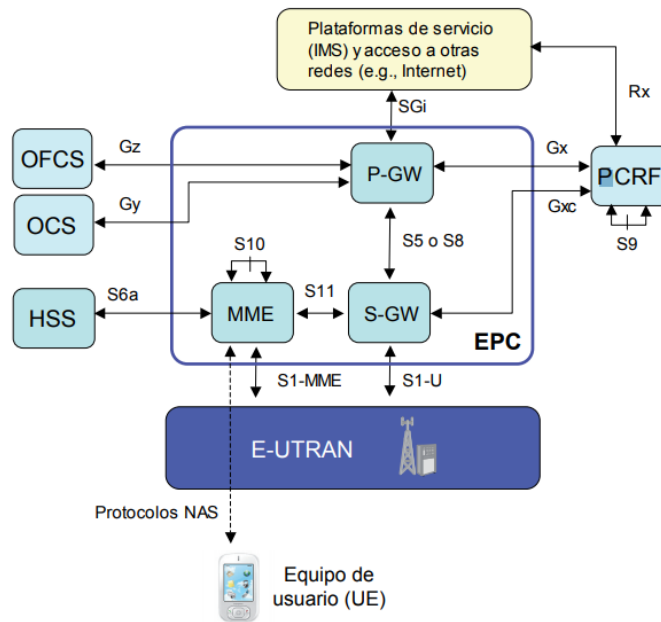 Plataformas de servicio
(IMS) y acceso a otras
redes (e.g., Internet)
SGi
Rx
OFCS
Gz
P-GW
Gx
PCRF
OCS
Gy
Gxc
S9
S5 o S8
S10
HSS
S6a
MME
S11
S-GW
EPC
S1-MME
S1-U
E-UTRAN
Protocolos NAS
Equipo de
usuario (UE)